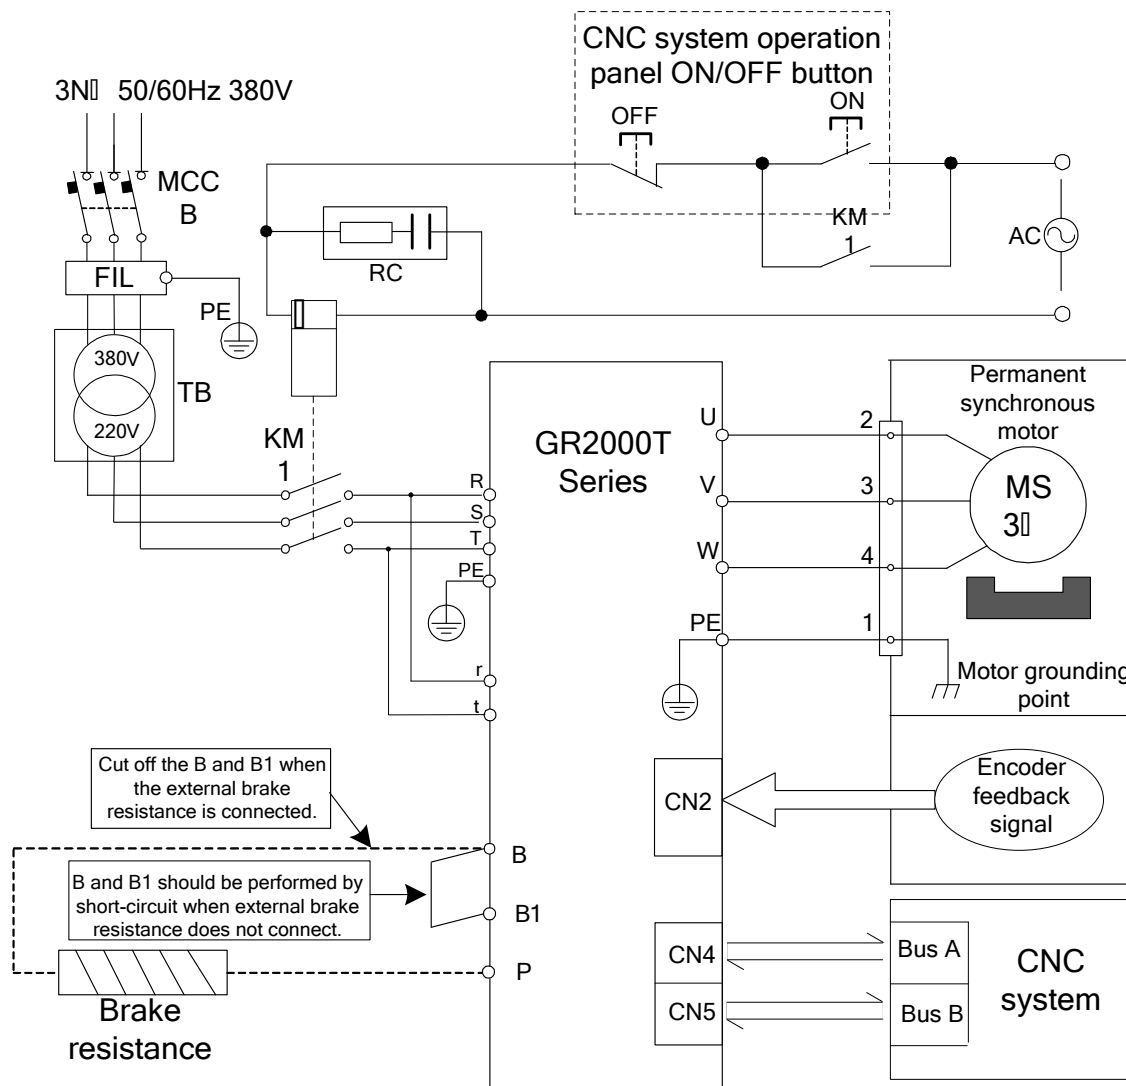 CNC system operation
panel ON/OFF button
3N▯ 50/60Hz 380V
OFF
ON
MCC
B
KM
1
AC
RC
FIL
PE
380V
220V
TB
KM
1
GR2000T
Series
R
S
T
PE
r
t
U
V
W
PE
2
3
4
1
Permanent
synchronous
motor
MS
3▯
Motor grounding
point
Cut off the B and B1 when
the external brake
resistance is connected.
B and B1 should be performed by
short-circuit when external brake
resistance does not connect.
B
B1
P
Brake
resistance
CN2
Encoder
feedback
signal
CN4
CN5
Bus A
Bus B
CNC
system